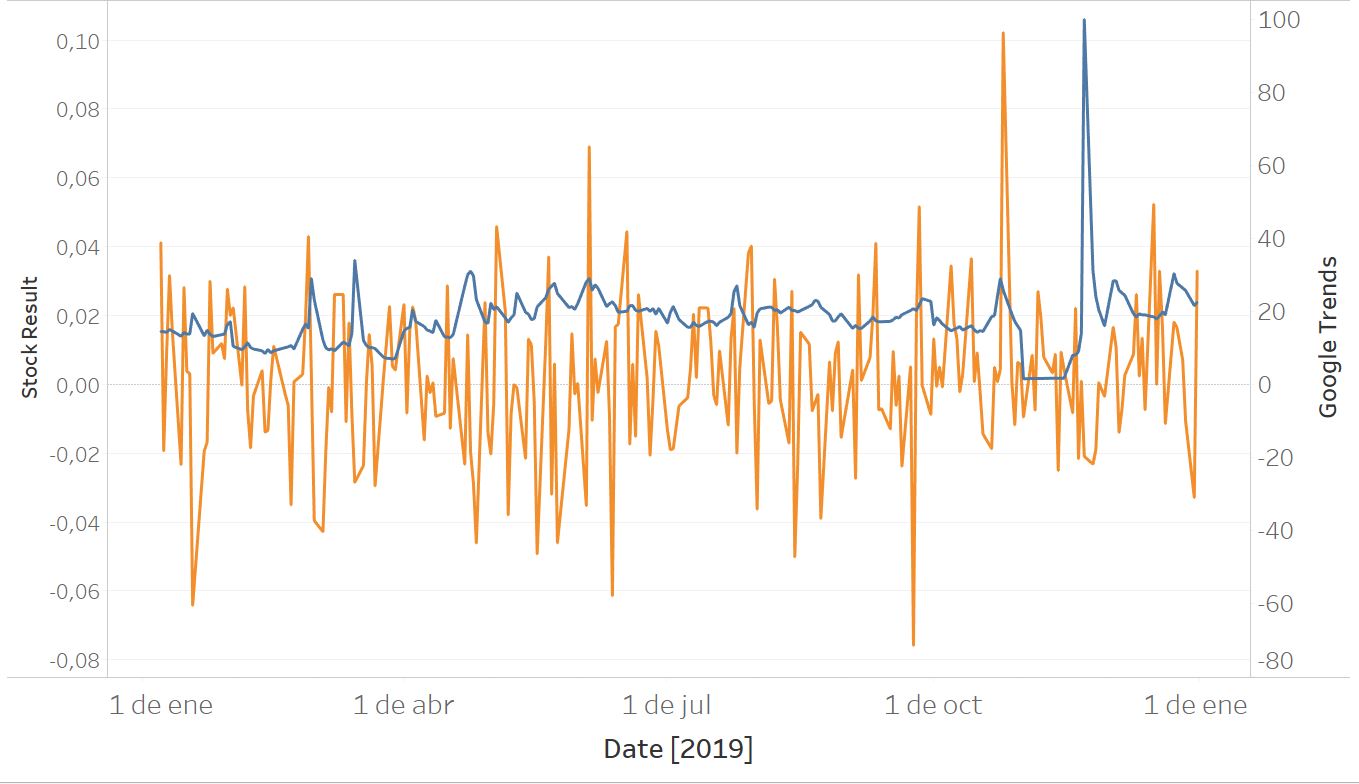 0,10
0,08
0,06
0,04
0,02
0,00
-0,02
-0,04
-0,06
-0,08
Stock Result
100
80
60
40
20
0
-20
-40
-60
-80
Google Trends
1 de ene
1 de abr
1 de jul
1 de oct
1 de ene
Date [2019]